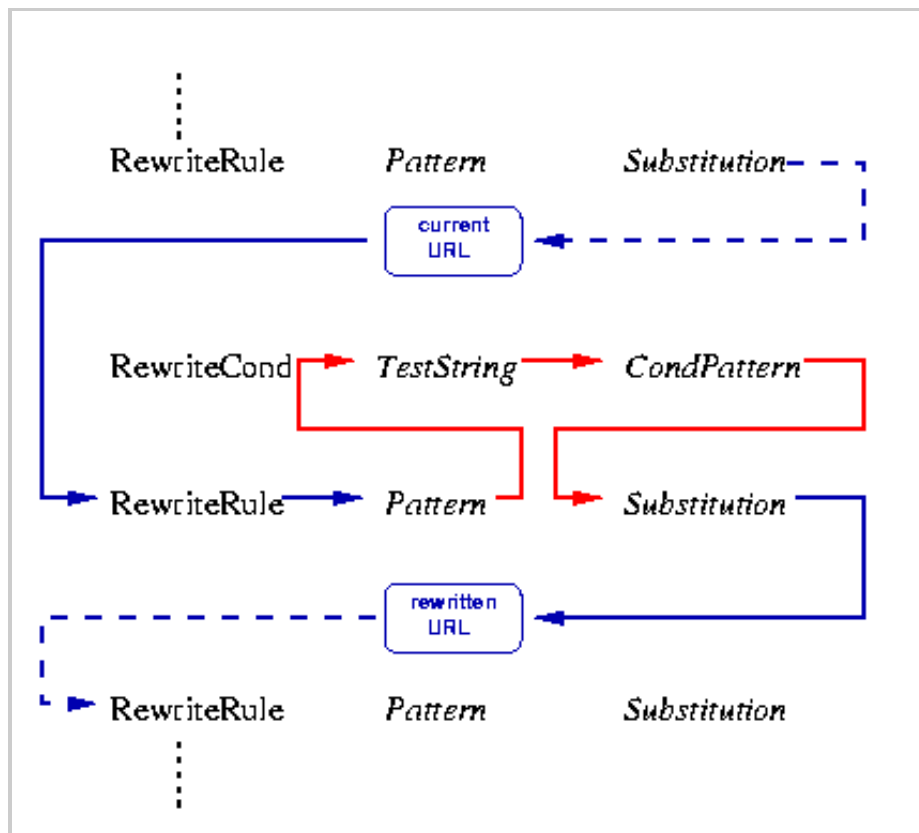 RewriteRule Pattern Substitution
current
URL
RewriteCond TestString CondPattern
RewriteRule Pattern Substitution
rewritten
URL
RewriteRule Pattern Substitution